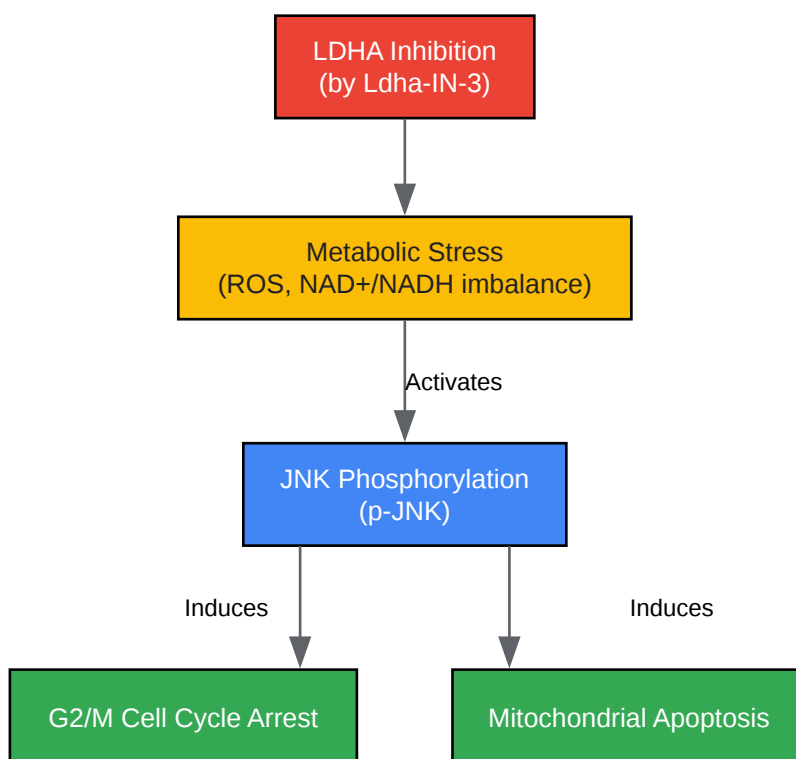 LDHA Inhibition
(by Ldha-IN-3)
Metabolic Stress
(ROS, NAD+/NADH imbalance)
Activates
JNK Phosphorylation
(p-JNK)
Induces
Induces
G2/M Cell Cycle Arrest
Mitochondrial Apoptosis